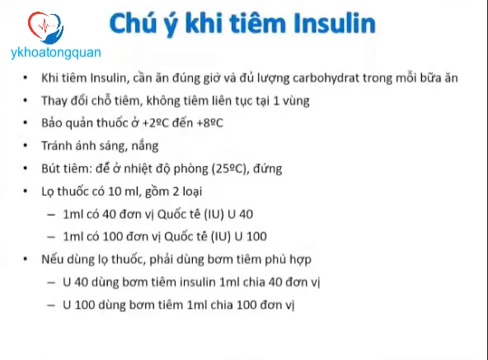 Chú ý khi tiêm Insulin
ykhoatongquan
• Khi tiêm Insulin, cần ăn đúng giờ và đủ lượng carbohydrat trong mỗi bữa ăn
• Thay đổi chỗ tiêm, không tiêm liên tục tại 1 vùng
• Bảo quản thuốc ở +2ºC đến +8ºC
• Tránh ánh sáng, nắng
• Bút tiêm: để ở nhiệt độ phòng (25ºC), đứng
• Lọ thuốc có 10 ml, gồm 2 loại
– 1ml có 40 đơn vị Quốc tế (IU) U 40
– 1ml có 100 đơn vị Quốc tế (IU) U 100
• Nếu dùng lọ thuốc, phải dùng bơm tiêm phù hợp
– U 40 dùng bơm tiêm insulin 1ml chia 40 đơn vị
– U 100 dùng bơm tiêm 1ml chia 100 đơn vị